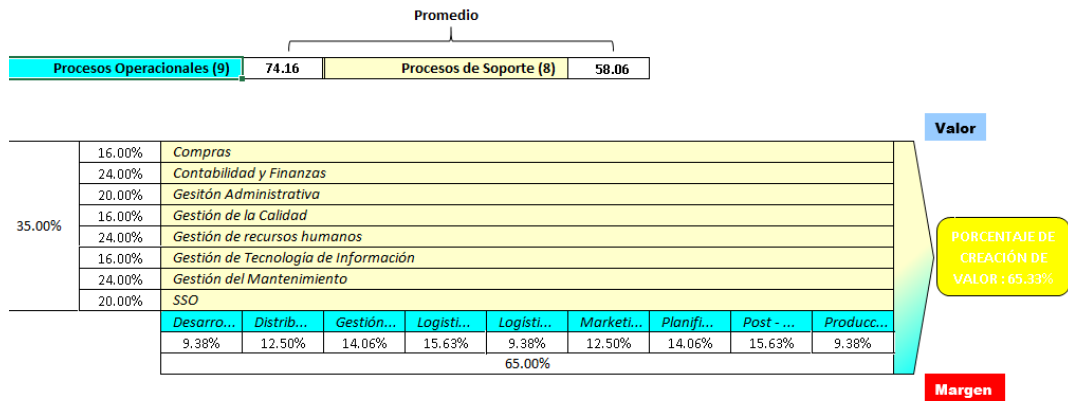 Promedio
Procesos Operacionales (9) 74.16 Procesos de Soporte (8) 58.06
Valor
35.00%
16.00% Compras
24.00% Contabilidad y Finanzas
20.00% Gesitón Administrativa
16.00% Gestión de la Calidad
24.00% Gestión de recursos humanos
16.00% Gestión de Tecnología de Información
24.00% Gestión del Mantenimiento
20.00% SSO
PORCENTAJE DE
CREACIÓN DE
VALOR : 65.33%
Desarro... Distrib... Gestión... Logisti... Logísti... Marketi... Planifi... Post - ... Producc...
9.38% 12.50% 14.06% 15.63% 9.38% 12.50% 14.06% 15.63% 9.38%
65.00%
Margen